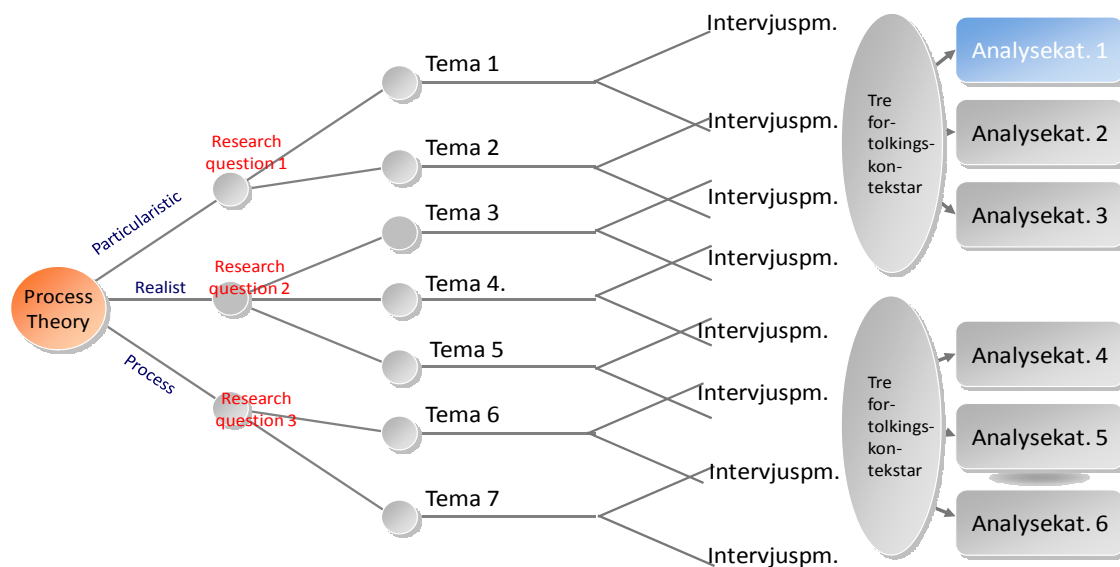 Process
Theory
Particularistic
Realist
Process
Research
question 1
Research
question 2
Research
question 3
Tema 1
Tema 2
Tema 3
Tema 4.
Tema 5
Tema 6
Tema 7
Intervjuspm.
Intervjuspm.
Intervjuspm.
Intervjuspm.
Intervjuspm.
Intervjuspm.
Intervjuspm.
Intervjuspm.
Tre
for-
tolkings-
kon-
tekstar
Analysekat. 1
Analysekat. 2
Analysekat. 3
Tre
for-
tolkings-
kon-
tekstar
Analysekat. 4
Analysekat. 5
Analysekat. 6